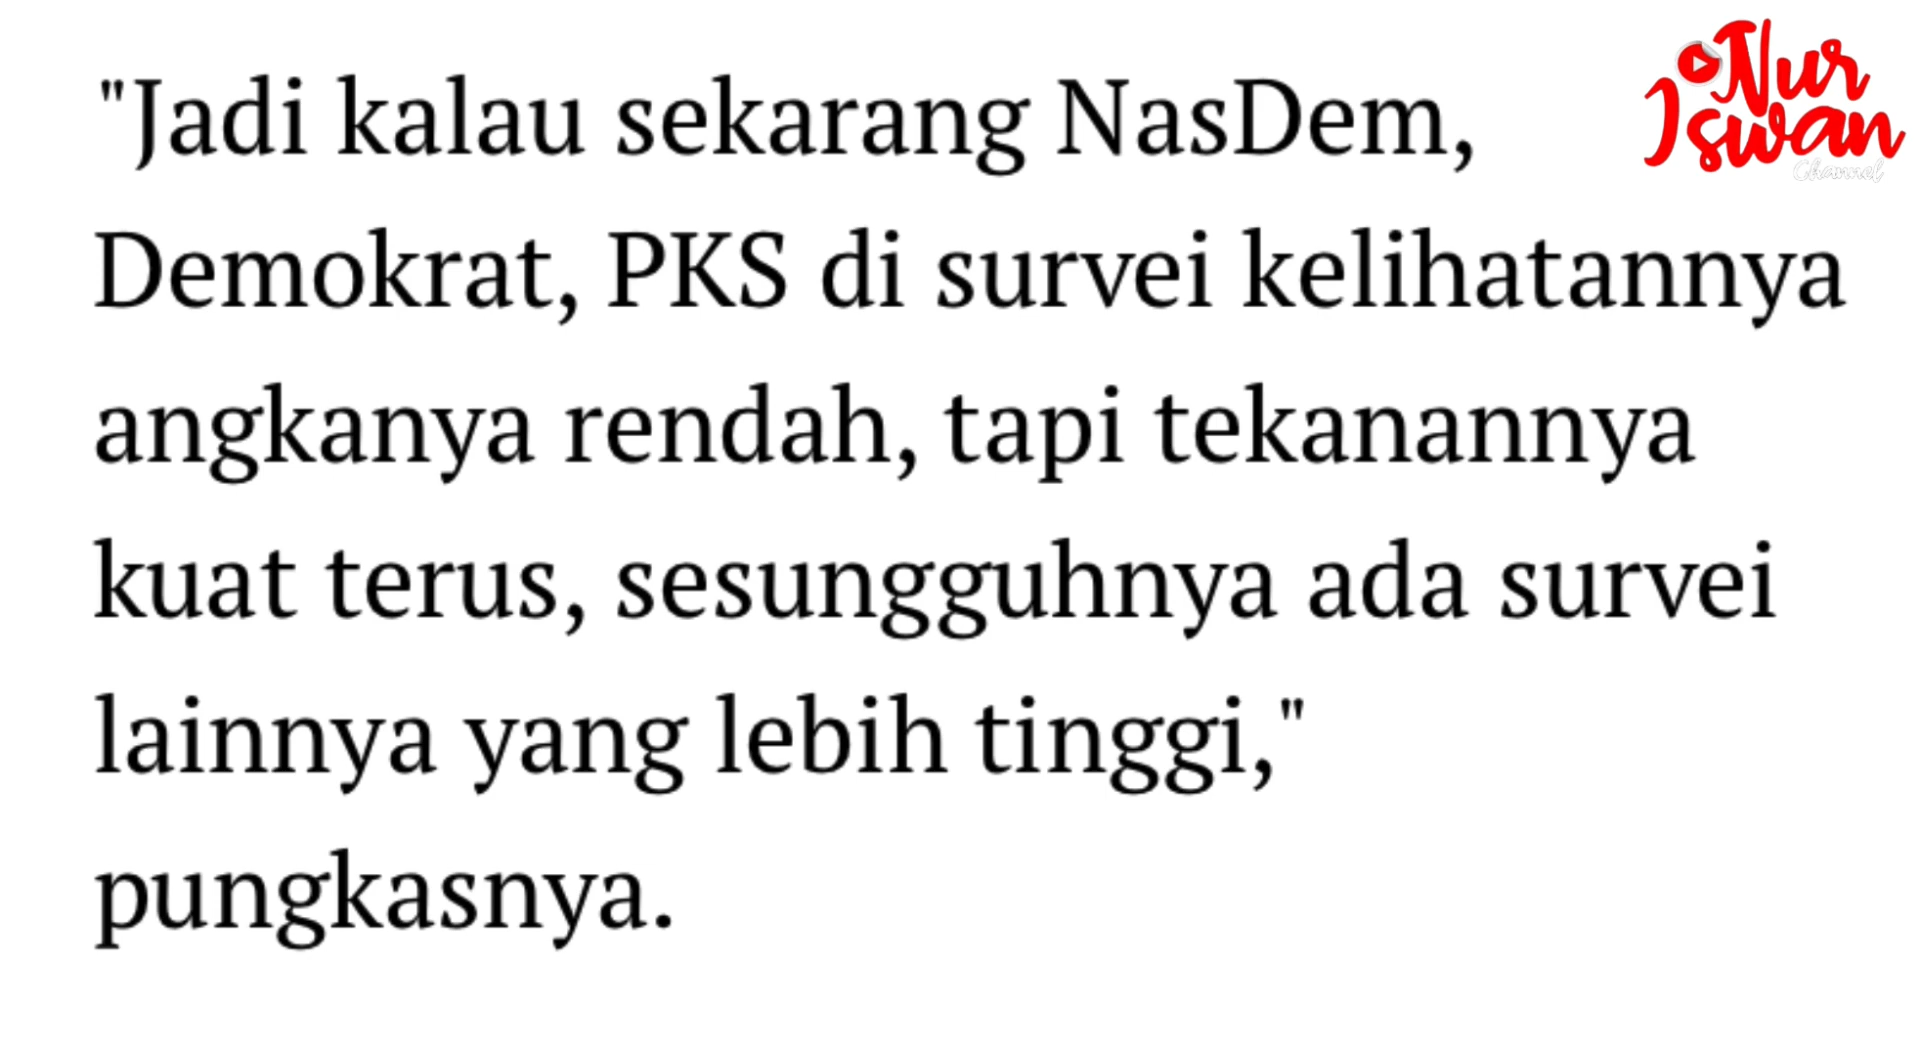 "Jadi kalau sekarang NasDem,
Demokrat, PKS di survei kelihatannya
angkanya rendah, tapi tekanannya
kuat terus, sesungguhnya ada survei
lainnya yang lebih tinggi,"
pungkasnya.
Nur
Iswan
Channel